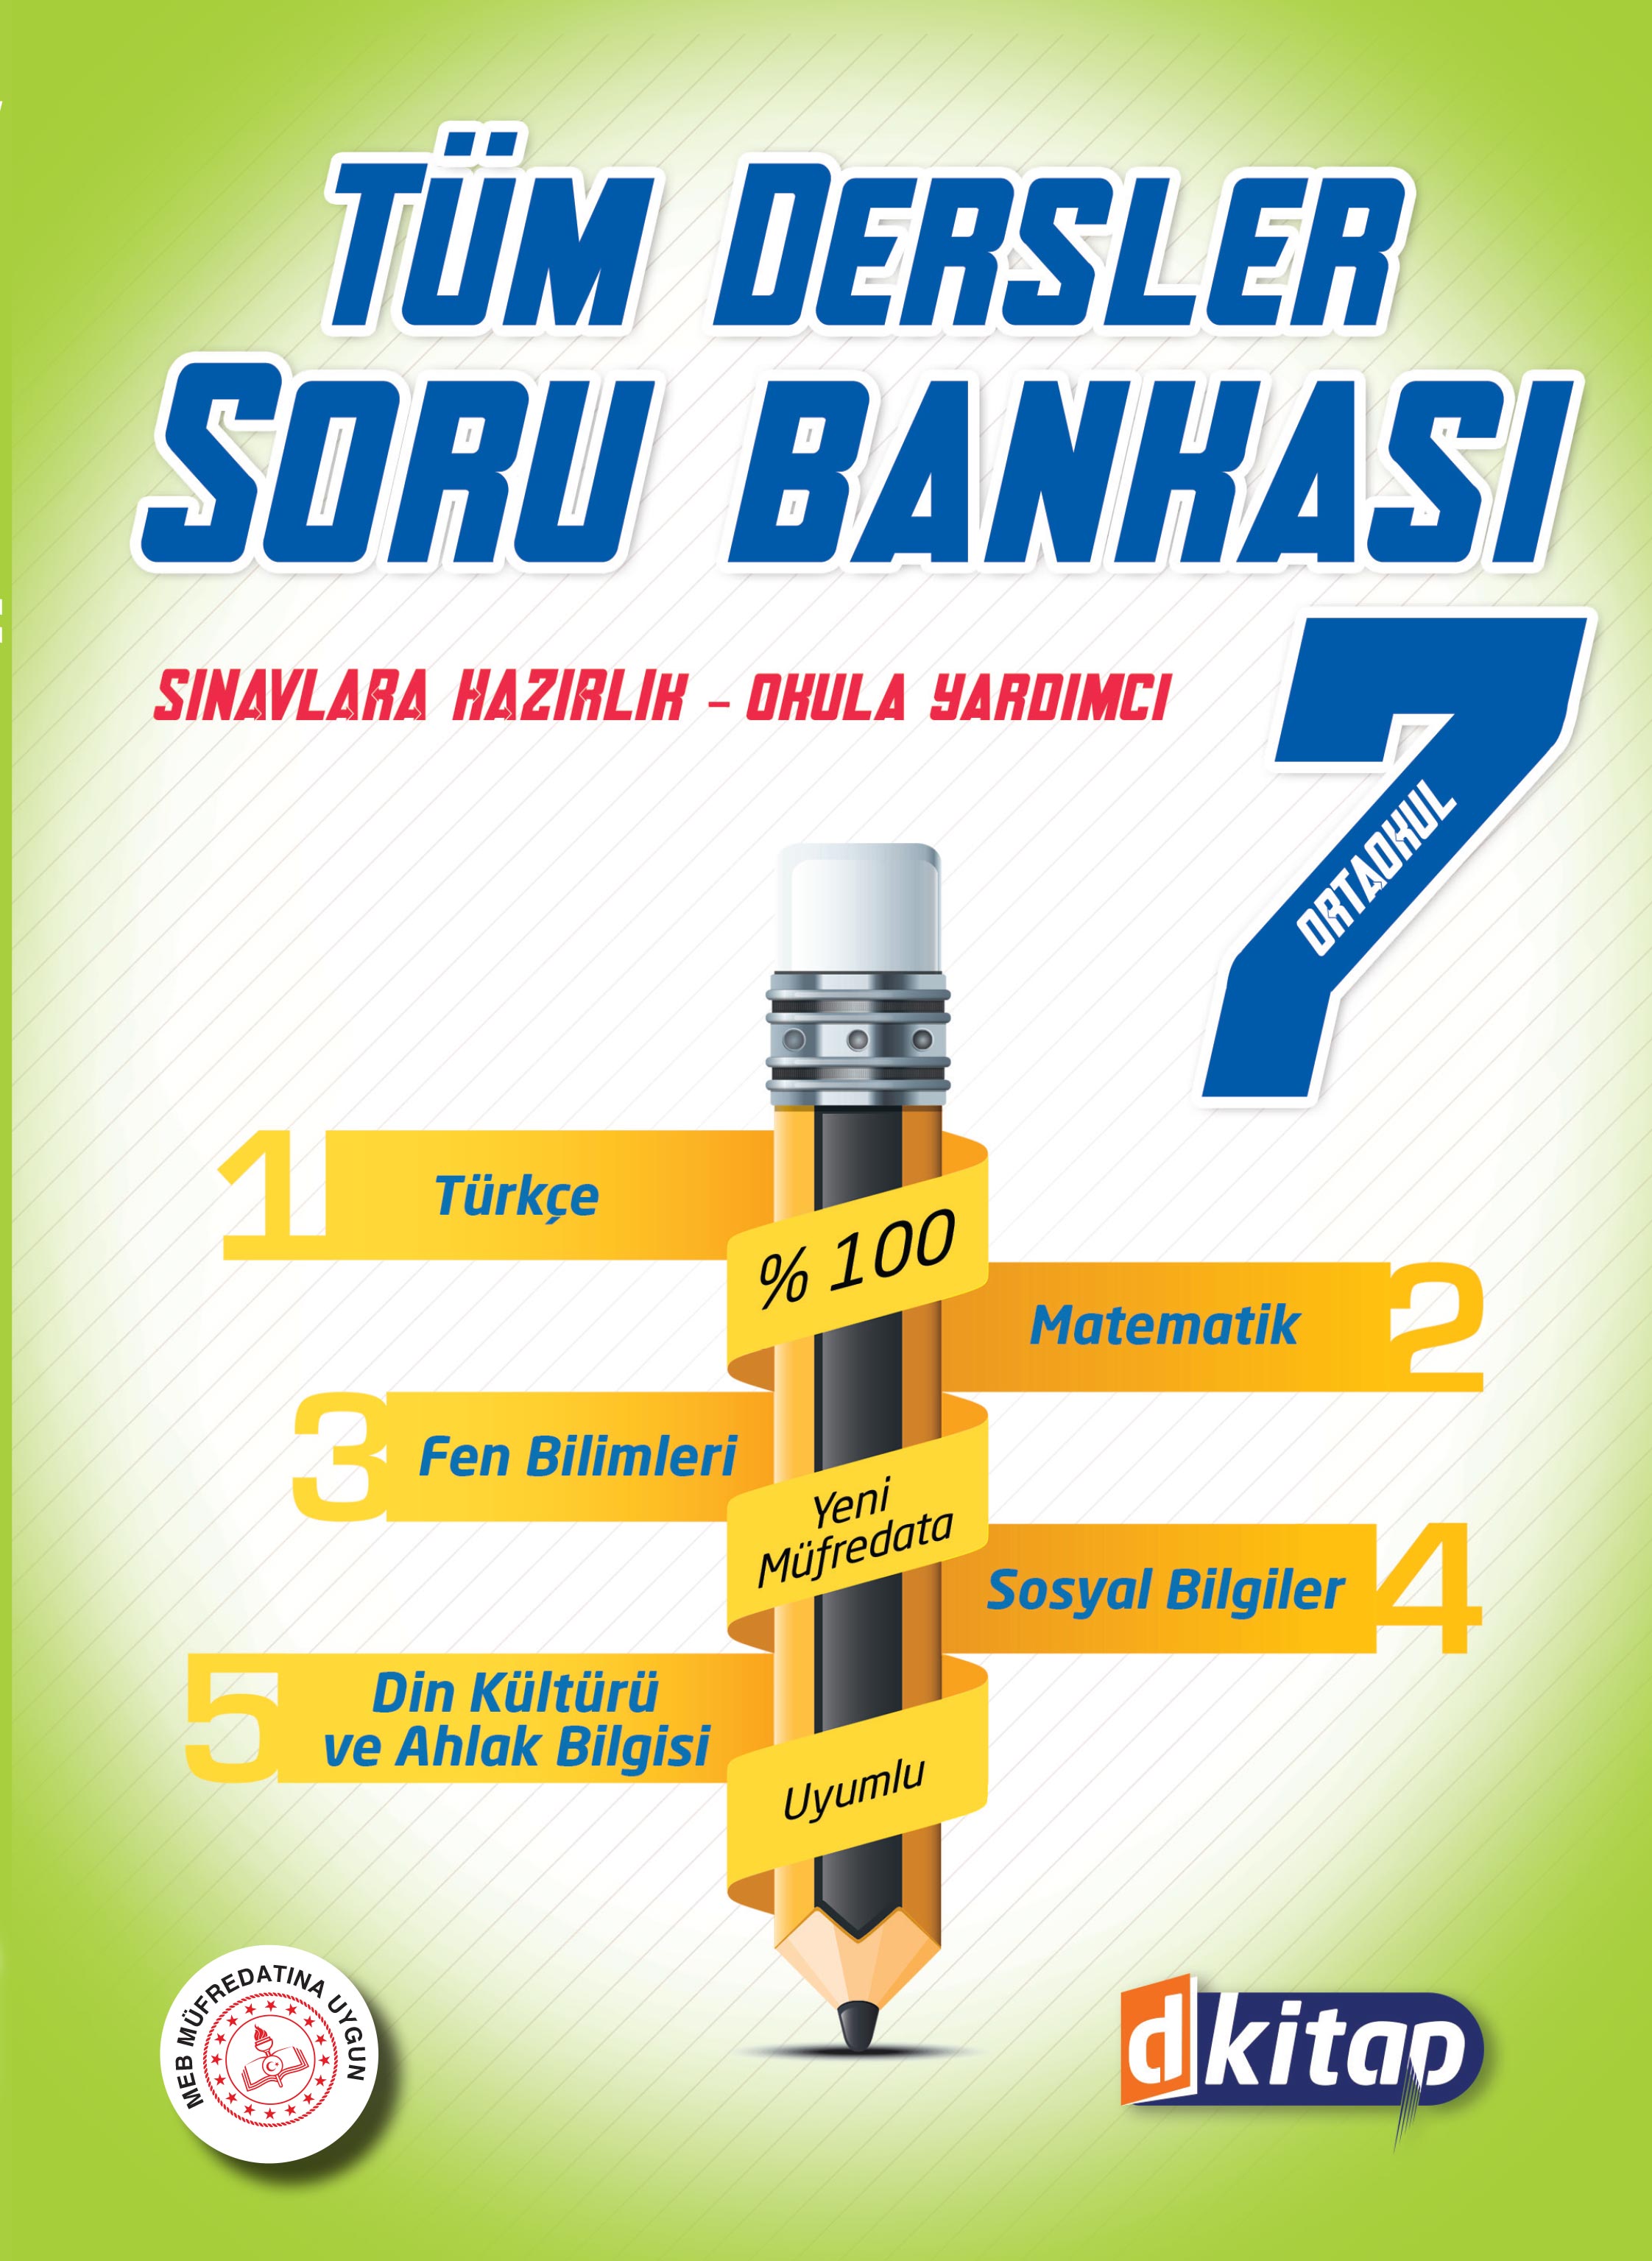 TÜM DERSLER
SORU BANKASI
SINAVLARA HAZIRLIK - OKULA YARDIMCI
7
ORTAOKUL
1 Türkçe
% 100
Matematik 2
3 Fen Bilimleri
Yeni
Müfredata
Sosyal Bilgiler 4
5 Din Kültürü
ve Ahlak Bilgisi
Uyumlu
MEB MÜFREDATINA UYGUN
dkitap